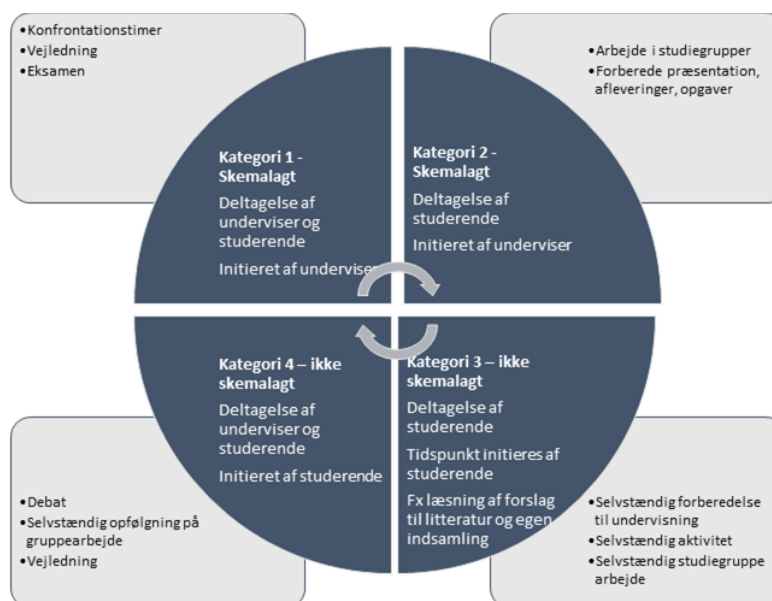 •Konfrontationstimer
•Vejledning
•Eksamen
•Arbejde i studiegrupper
•Forberede præsentation,
afleveringer, opgaver
Kategori 1 -
Skemalagt
Deltagelse af
underviser og
studerende
Initieret af underviser
Kategori 2 -
Skemalagt
Deltagelse af
studerende
Initieret af underviser
Kategori 4 – ikke
skemalagt
Deltagelse af
underviser og
studerende
Initieret af studerende
Kategori 3 – ikke
skemalagt
Deltagelse af
studerende
Tidspunkt initieres af
studerende
Fx læsning af forslag
til litteratur og egen
indsamling
•Debat
•Selvstændig opfølgning på
gruppearbejde
•Vejledning
•Selvstændig forberedelse
til undervisning
•Selvstændig aktivitet
•Selvstændig studiegruppe
arbejde